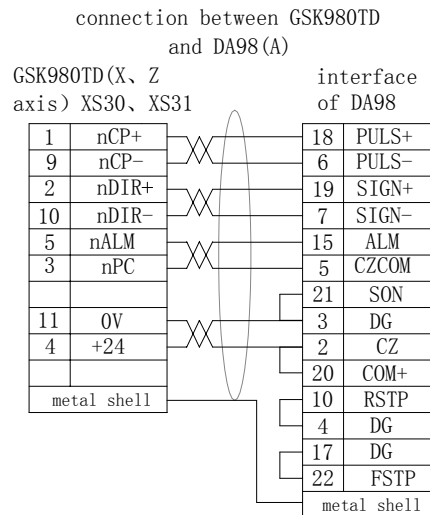 connection between GSK980TD
and DA98(A)
GSK980TD(X、Z
axis) XS30、XS31
interface
of DA98
1 nCP+
9 nCP-
2 nDIR+
10 nDIR-
5 nALM
3 nPC
11 0V
4 +24
metal shell
18 PULS+
6 PULS-
19 SIGN+
7 SIGN-
15 ALM
5 CZCOM
21 SON
3 DG
2 CZ
20 COM+
10 RSTP
4 DG
17 DG
22 FSTP
metal shell